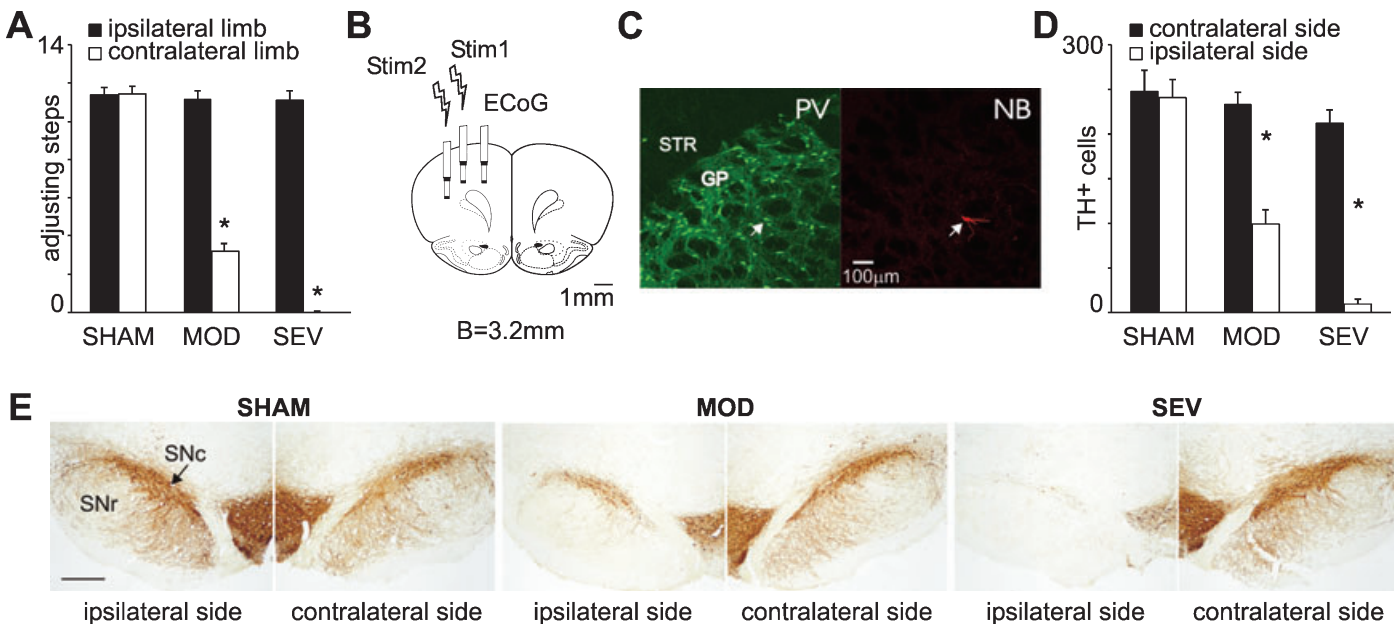 A
14
ipsilateral limb
contralateral limb
adjusting steps
0
SHAM MOD SEV
*
*
B
Stim1
Stim2
ECoG
1mm
B=3.2mm
C
PV
NB
STR
GP
100µm
D
300
contralateral side
ipsilateral side
TH+ cells
0
*
*
SHAM MOD SEV
E
SHAM MOD SEV
SNc
SNr
ipsilateral side contralateral side ipsilateral side contralateral side ipsilateral side contralateral side